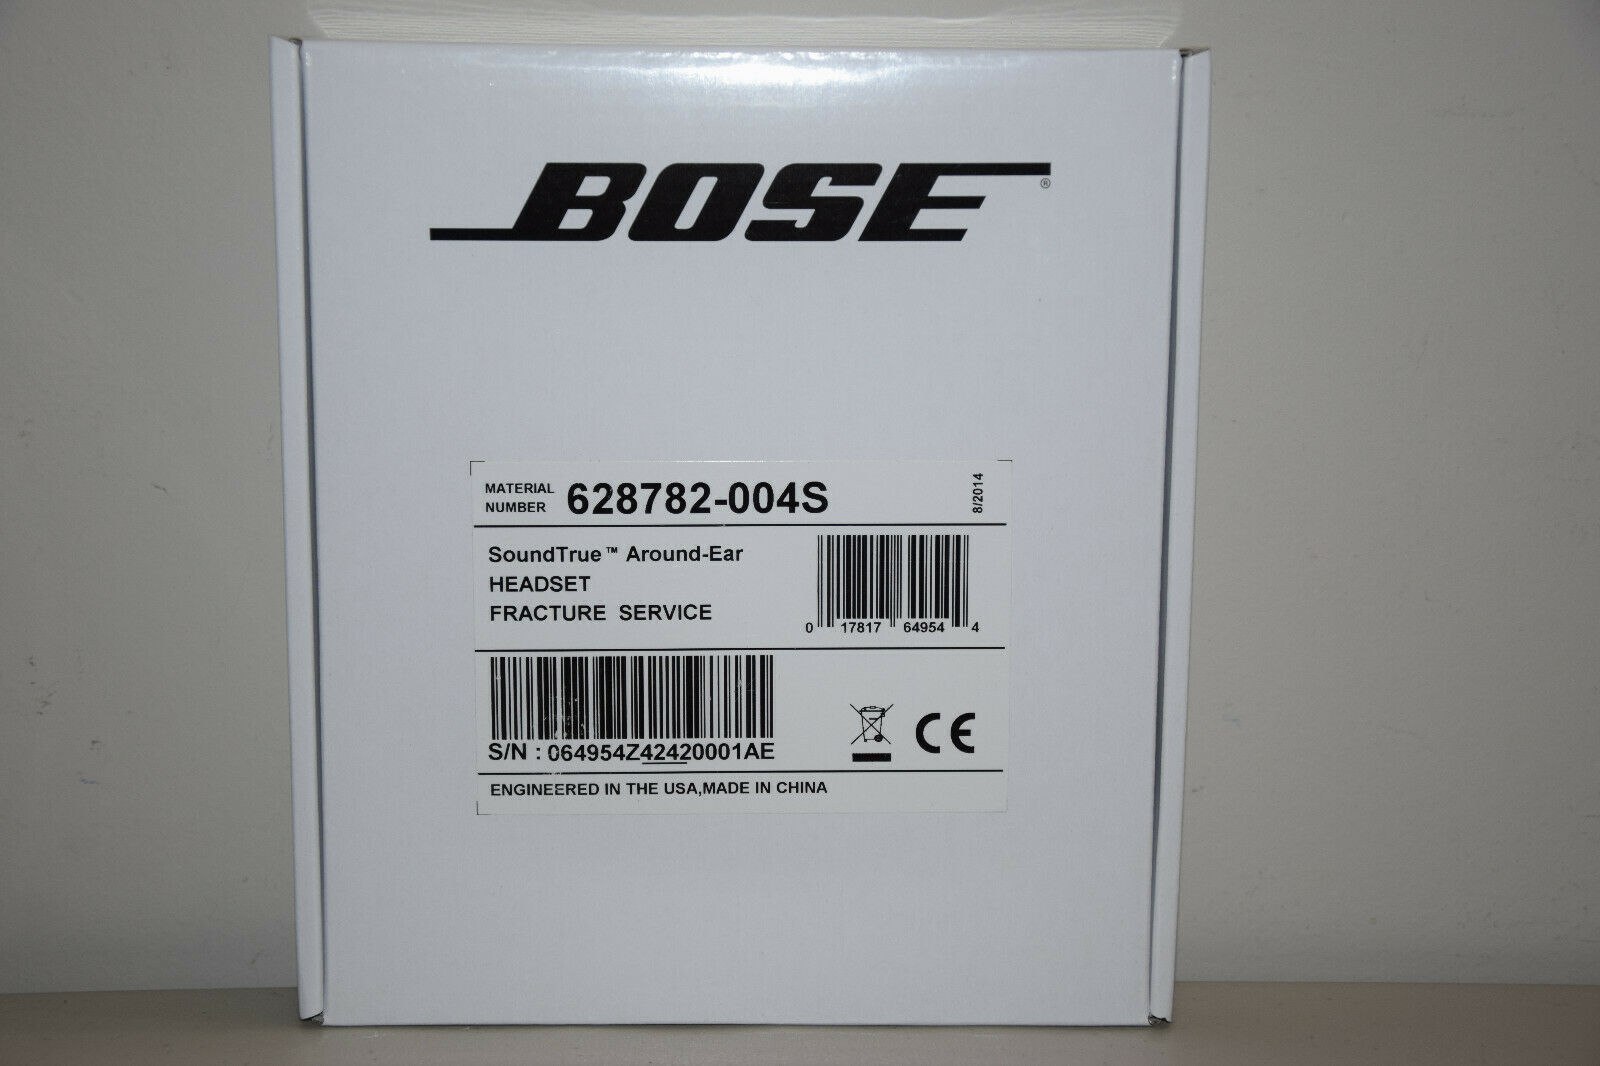 BOSE®
MATERIAL NUMBER 628782-004S
8/2014
SoundTrue™ Around-Ear
HEADSET
FRACTURE SERVICE
0 17817 64954 4
S/N : 064954Z42420001AE
CE
ENGINEERED IN THE USA,MADE IN CHINA